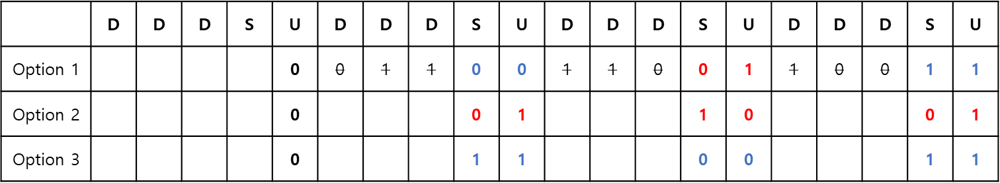 D D D S U D D D S U D D D S U D D D S U
Option 1 0 0 1 1 0 0 1 1 0 0 1 1 0 0 1 1
Option 2 0 0 1 1 0 0 1
Option 3 0 1 1 0 0 1 1